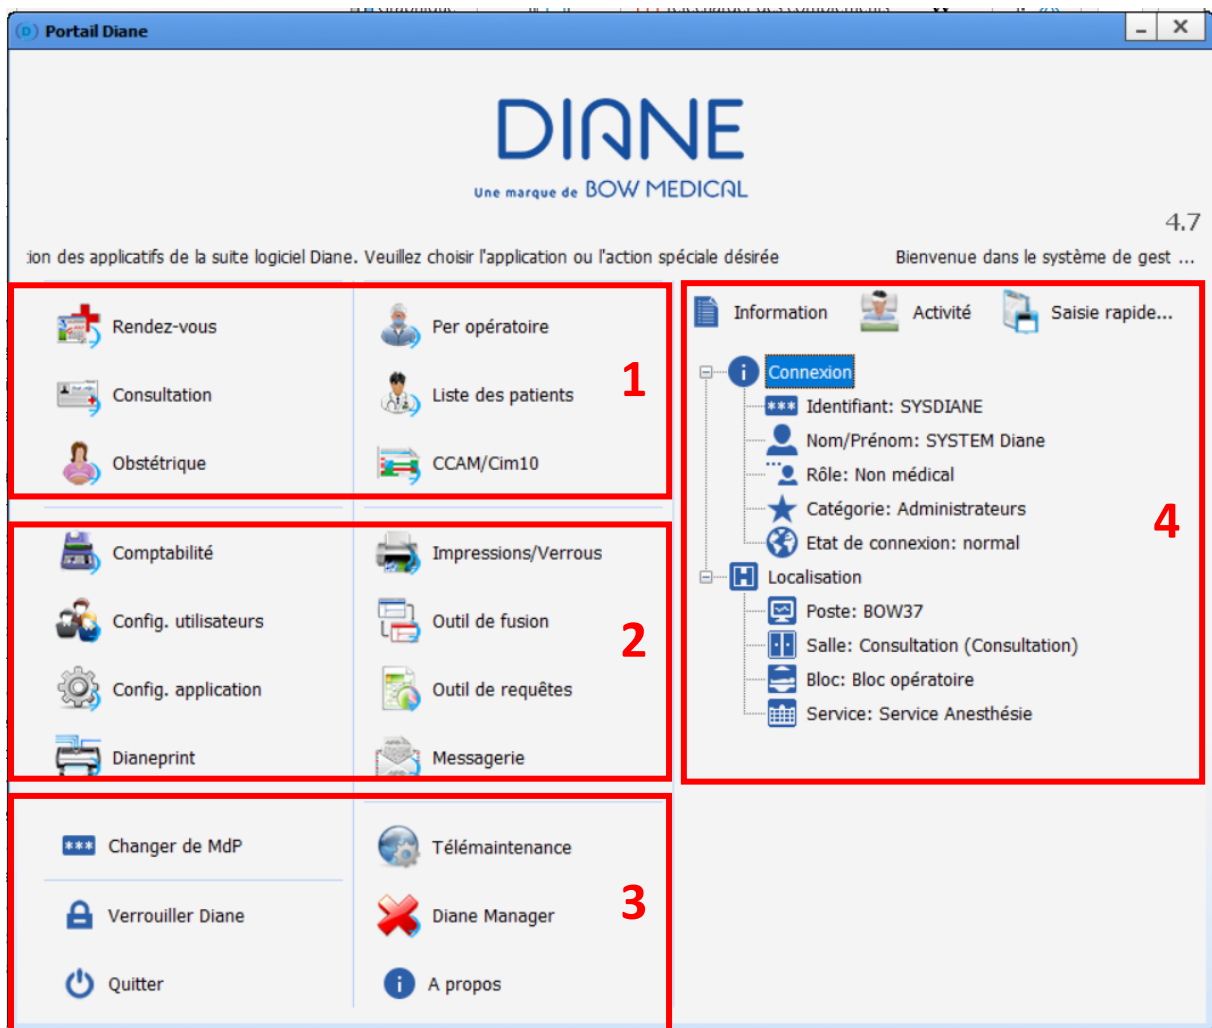 Portail Diane
DIANE
Une marque de BOW MEDICAL
4.7
ion des applicatifs de la suite logiciel Diane. Veuillez choisir l'application ou l'action spéciale désirée Bienvenue dans le système de gest ...
Rendez-vous
Per opératoire
Consultation
Liste des patients
Obstétrique
CCAM/Cim10
1
Comptabilité
Impressions/Verrous
Config. utilisateurs
Outil de fusion
Config. application
Outil de requêtes
Dianeprint
Messagerie
2
Changer de MdP
Télémaintenance
Verrouiller Diane
Diane Manager
Quitter
A propos
3
Information
Activité
Saisie rapide...
Connexion
Identifiant: SYSDIANE
Nom/Prénom: SYSTEM Diane
Rôle: Non médical
Catégorie: Administrateurs
Etat de connexion: normal
Localisation
Poste: BOW37
Salle: Consultation (Consultation)
Bloc: Bloc opératoire
Service: Service Anesthésie
4